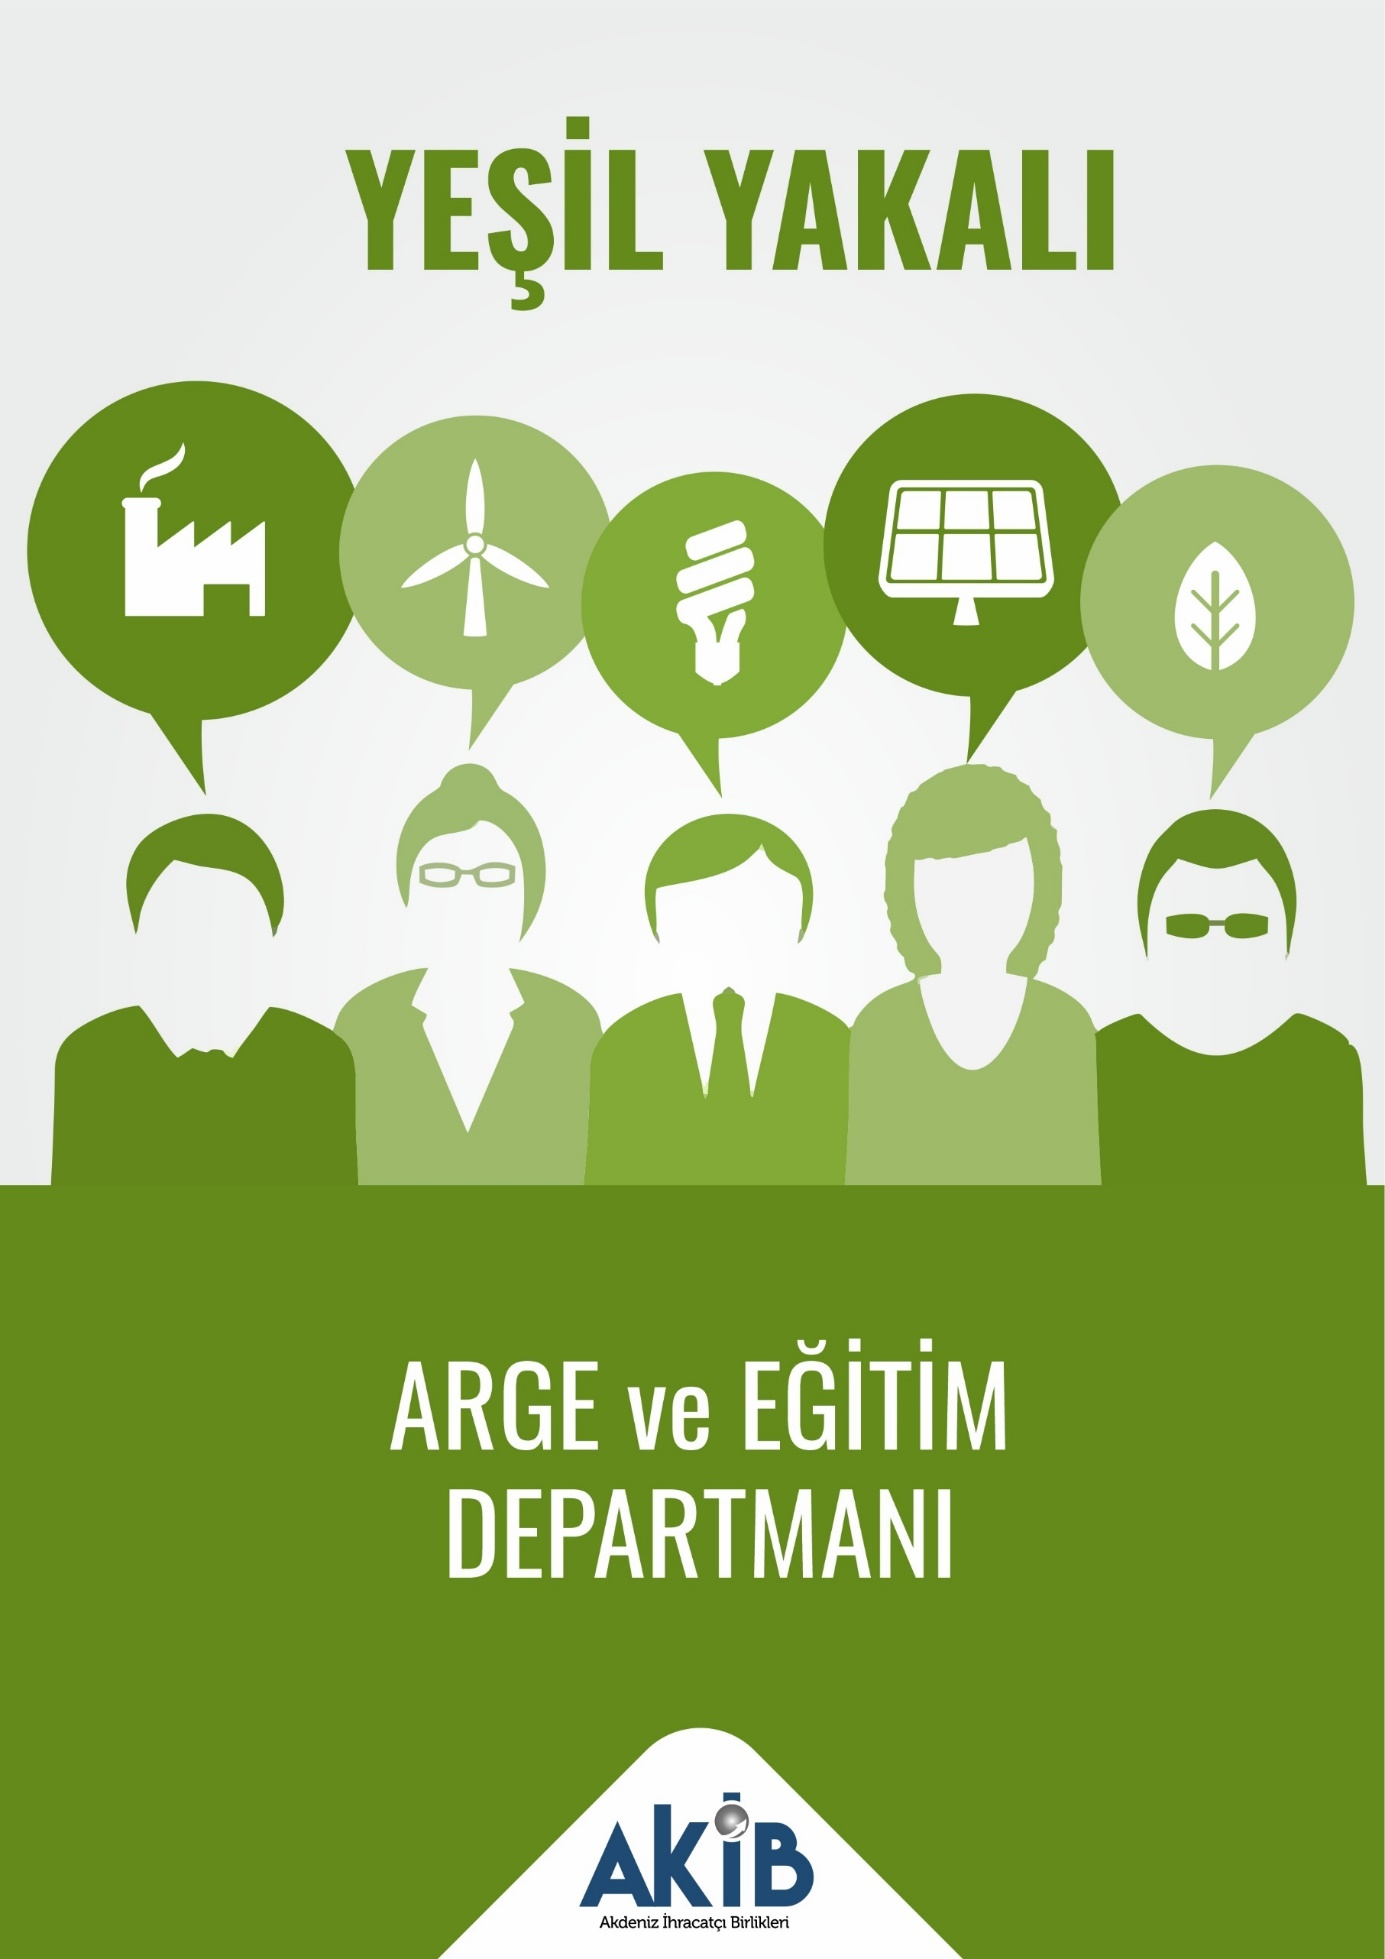 YEŞİL YAKALI
ARGE ve EĞİTİM
DEPARTMANI
AKİB
Akdeniz İhracatçı Birlikleri